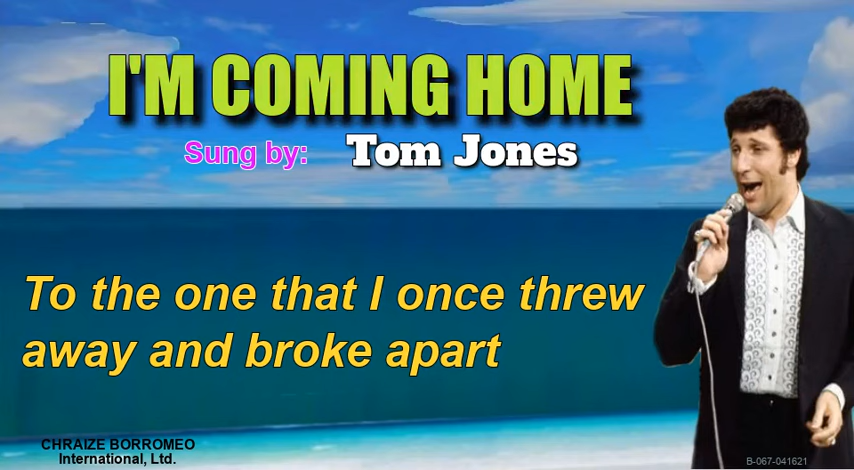 I'M COMING HOME
Sung by: Tom Jones
To the one that I once threw
away and broke apart
CHRAIZE BORROMEO
International, Ltd.
B-067-041621